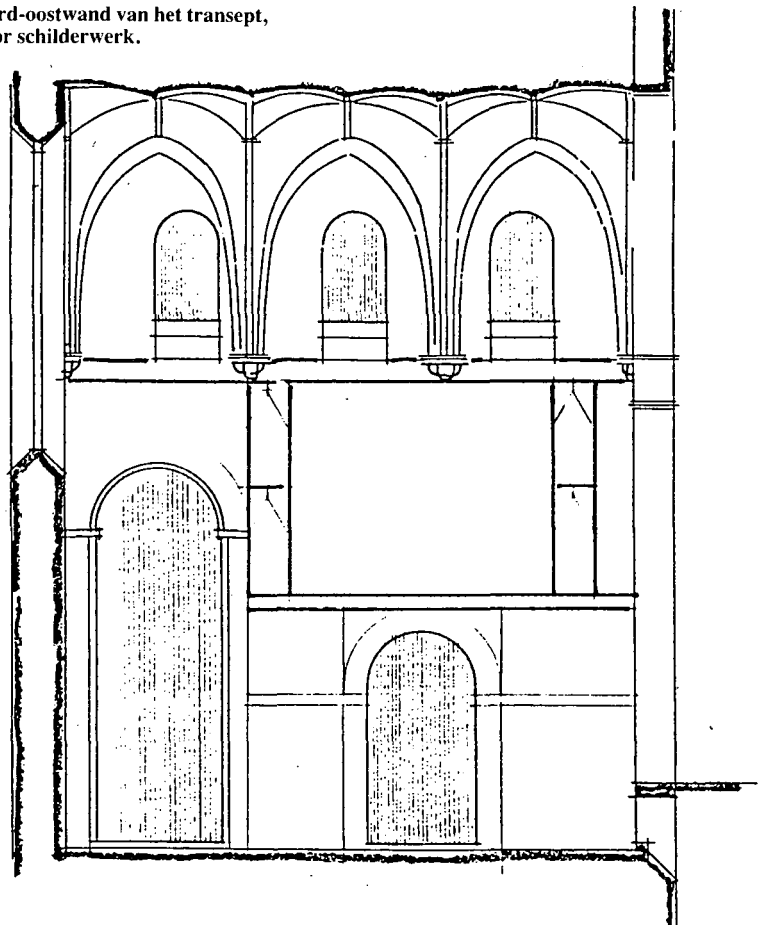 rd-oostwand van het transept,
or schilderwerk.